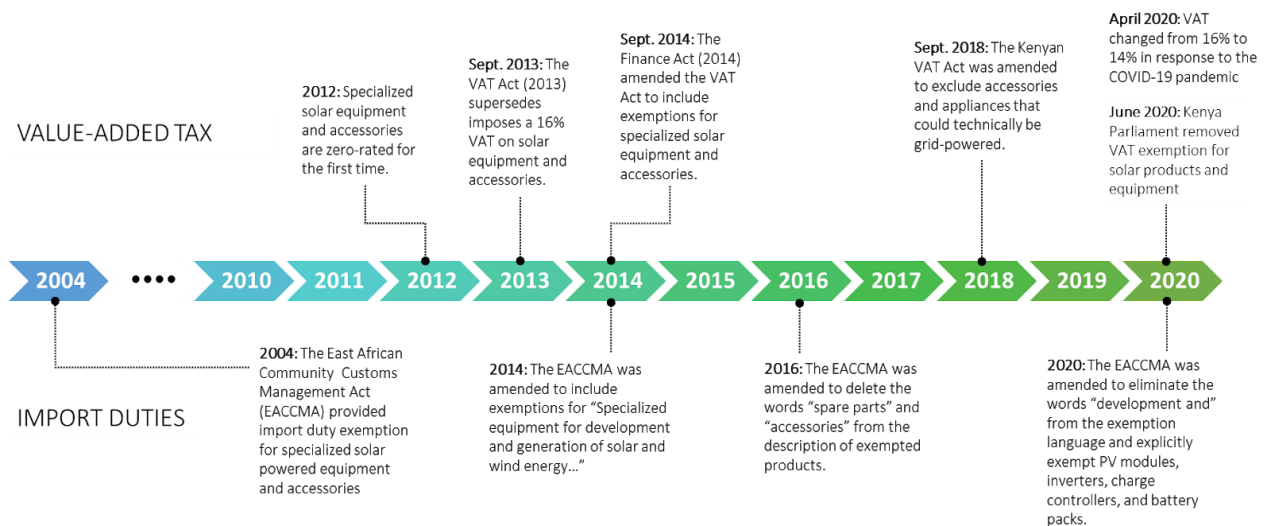 VALUE-ADDED TAX
2012: Specialized
solar equipment
and accessories
are zero-rated for
the first time.
Sept. 2013: The
VAT Act (2013)
supersedes
imposes a 16%
VAT on solar
equipment and
accessories.
Sept. 2014: The
Finance Act (2014)
amended the VAT
Act to include
exemptions for
specialized solar
equipment and
accessories.
Sept. 2018: The Kenyan
VAT Act was amended
to exclude accessories
and appliances that
could technically be
grid-powered.
April 2020: VAT
changed from 16% to
14% in response to the
COVID-19 pandemic
June 2020: Kenya
Parliament removed
VAT exemption for
solar products and
equipment
2004 •••• 2010 2011 2012 2013 2014 2015 2016 2017 2018 2019 2020
IMPORT DUTIES
2004: The East African
Community Customs
Management Act
(EACCMA) provided
import duty exemption
for specialized solar
powered equipment
and accessories
2014: The EACCMA was
amended to include
exemptions for “Specialized
equipment for development
and generation of solar and
wind energy…”
2016: The EACCMA was
amended to delete the
words “spare parts” and
“accessories” from the
description of exempted
products.
2020: The EACCMA was
amended to eliminate the
words “development and”
from the exemption
language and explicitly
exempt PV modules,
inverters, charge
controllers, and battery
packs.